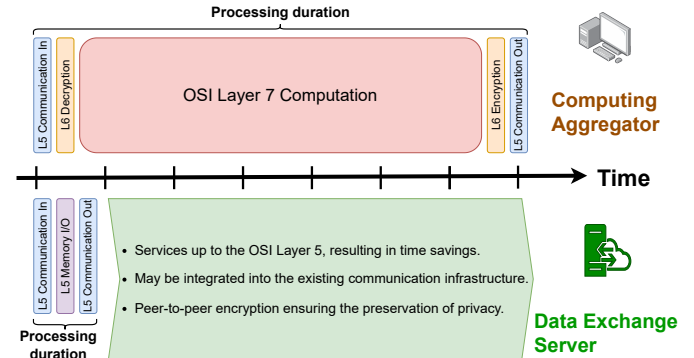 Processing duration
L5 Communication In
L6 Decryption
OSI Layer 7 Computation
L6 Encryption
L5 Communication Out
Computing
Aggregator
Time
L5 Communication In
L5 Memory I/O
L5 Communication Out
• Services up to the OSI Layer 5, resulting in time savings.
• May be integrated into the existing communication infrastructure.
• Peer-to-peer encryption ensuring the preservation of privacy.
Processing
duration
Data Exchange
Server